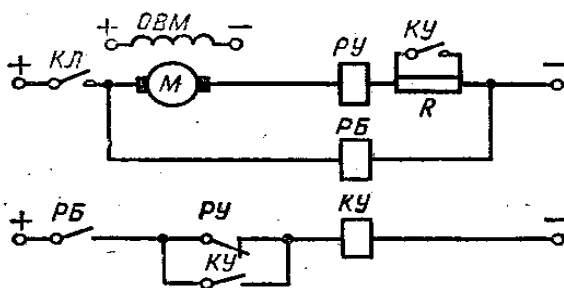 + ОВМ −
+ КЛ М РУ КУ −
R
РБ
+ РБ РУ КУ −
КУ